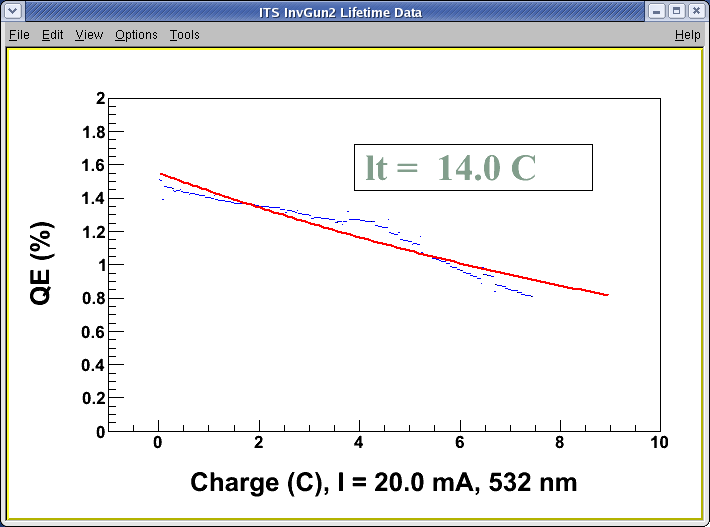 ITS InvGun2 Lifetime Data
File Edit View Options Tools Help
2
1.8
lt = 14.0 C
1.6
1.4
1.2
1
0.8
0.6
0.4
0.2
0
QE (%)
0 2 4 6 8 10
Charge (C), I = 20.0 mA, 532 nm